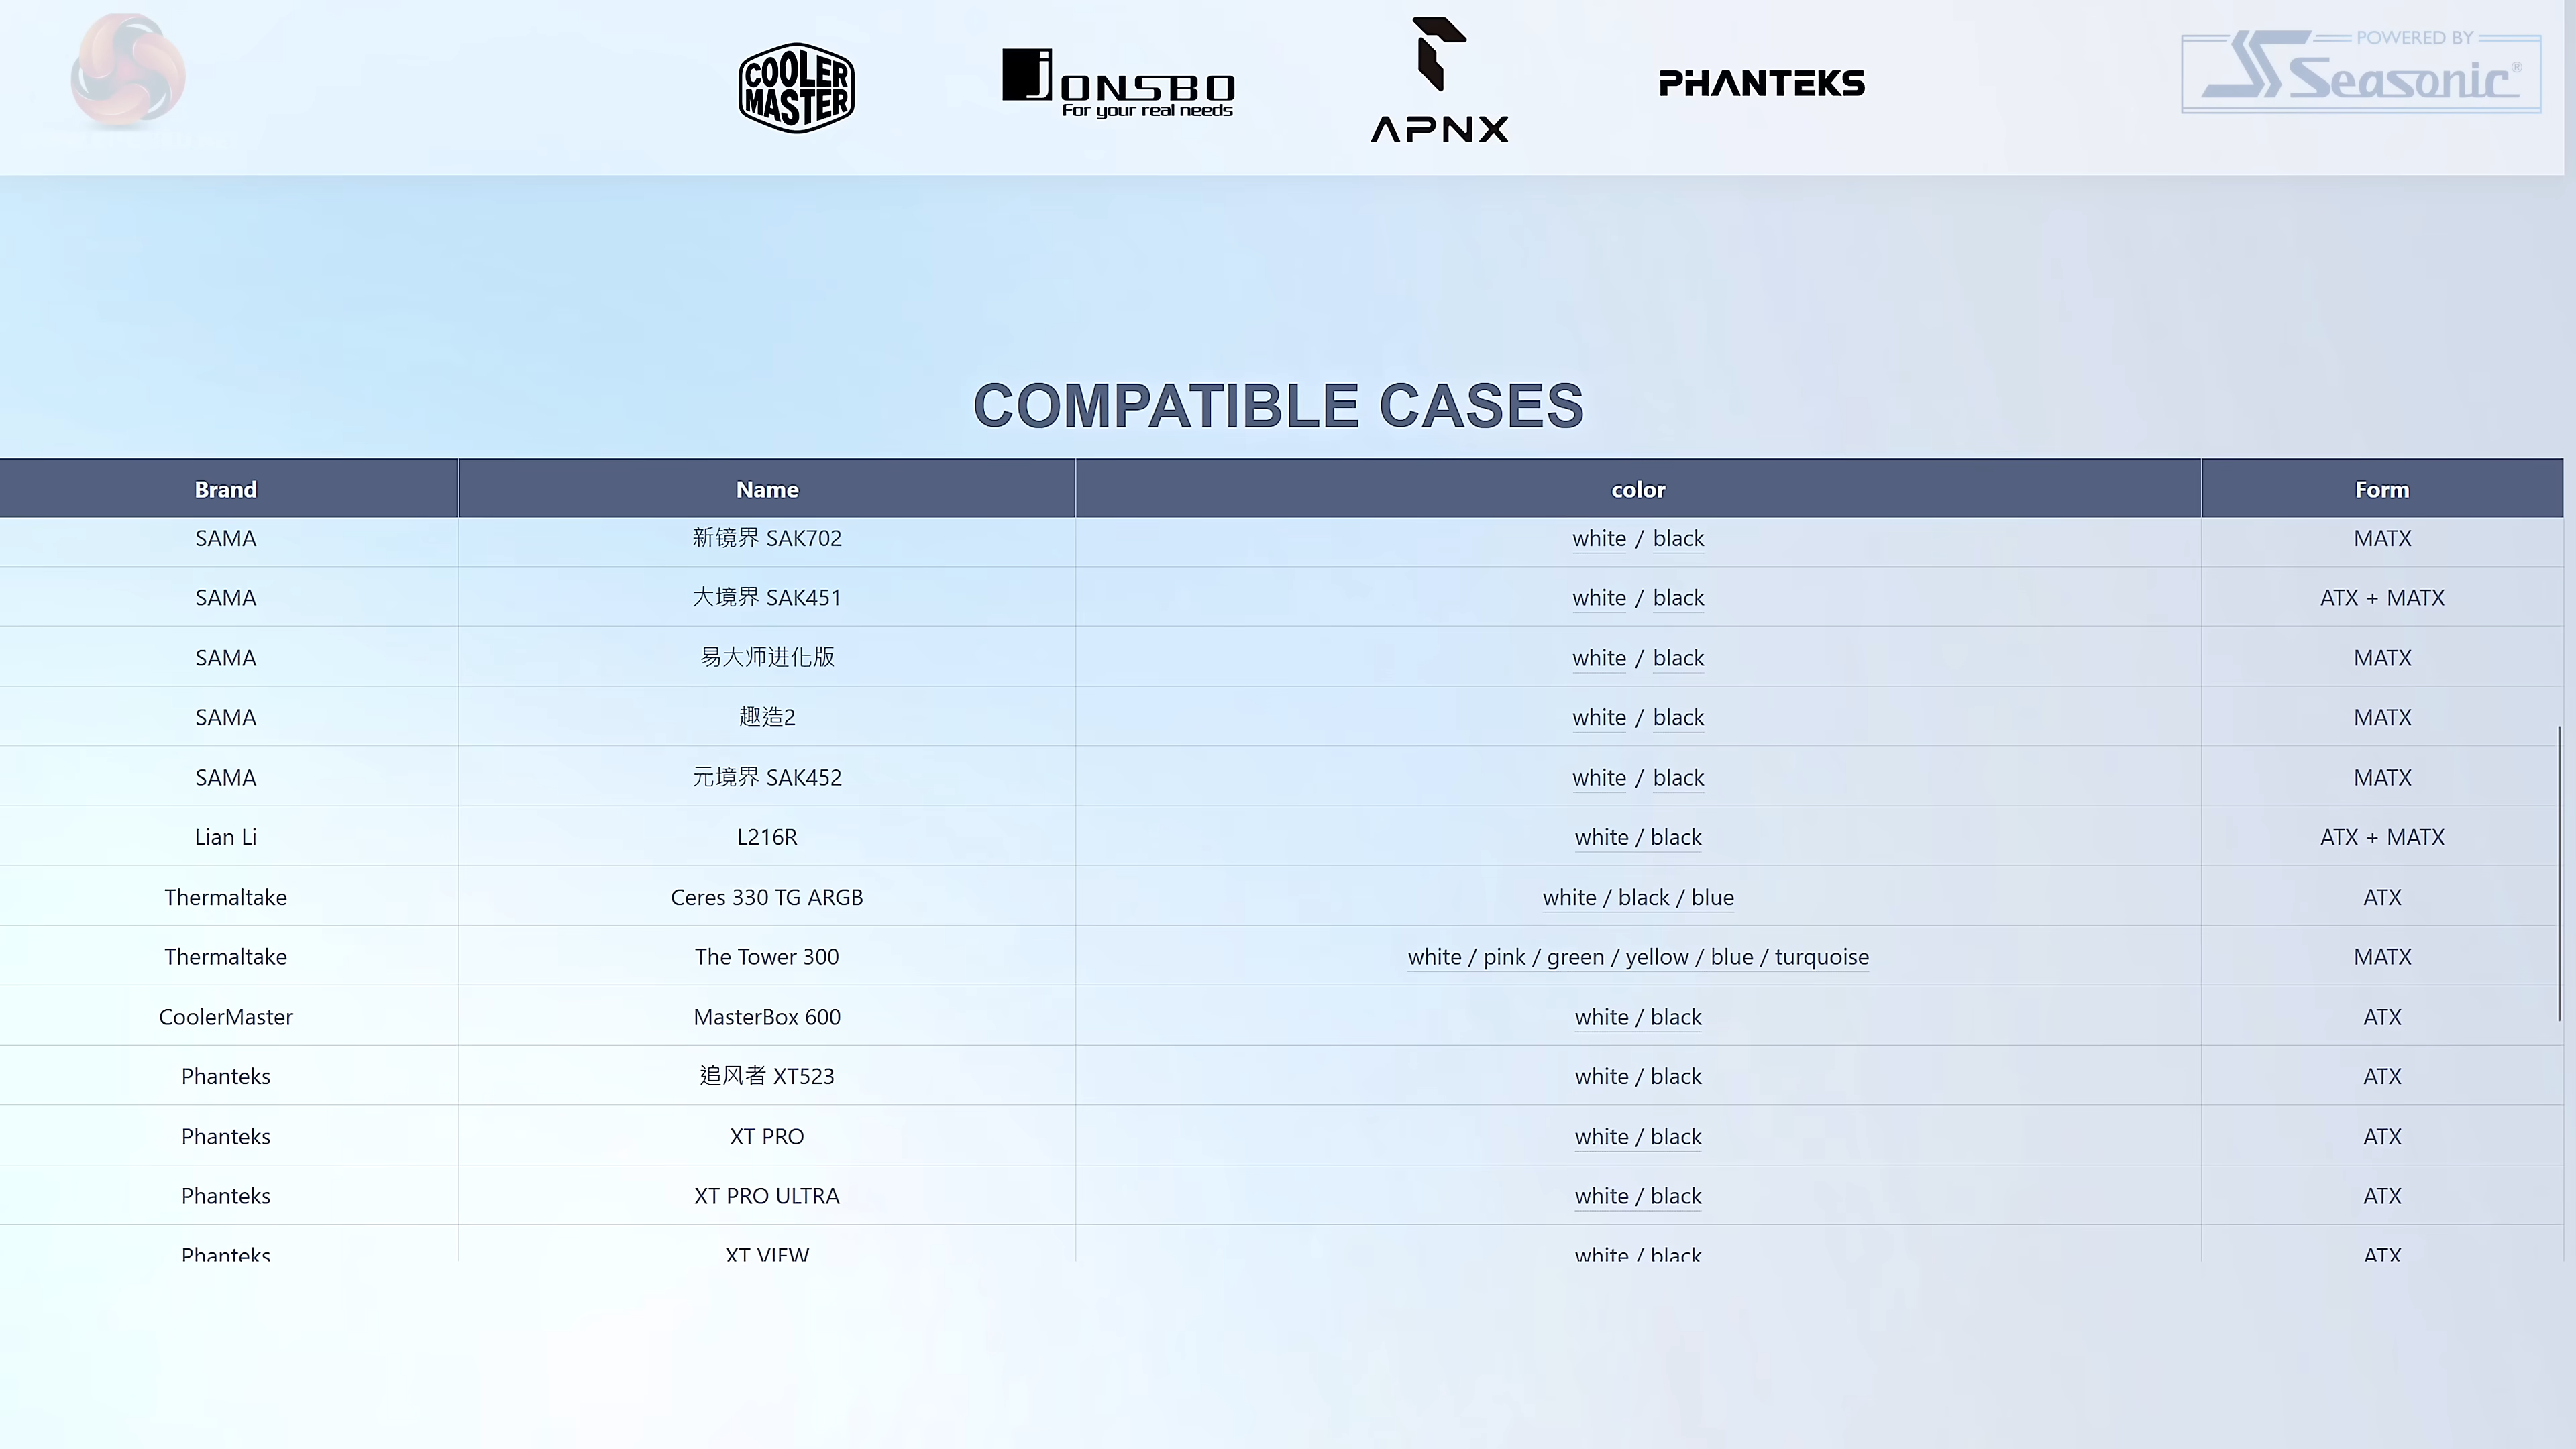 COOLER MASTER
JONSBO
For your real needs
APNX
PHANTEKS
POWERED BY
Seasonic®
COMPATIBLE CASES
Brand Name color Form
SAMA 新镜界 SAK702 white / black MATX
SAMA 大境界 SAK451 white / black ATX + MATX
SAMA 易大师进化版 white / black MATX
SAMA 趣造2 white / black MATX
SAMA 元境界 SAK452 white / black MATX
Lian Li L216R white / black ATX + MATX
Thermaltake Ceres 330 TG ARGB white / black / blue ATX
Thermaltake The Tower 300 white / pink / green / yellow / blue / turquoise MATX
CoolerMaster MasterBox 600 white / black ATX
Phanteks 追风者 XT523 white / black ATX
Phanteks XT PRO white / black ATX
Phanteks XT PRO ULTRA white / black ATX
Phanteks XT VIEW white / black ATX